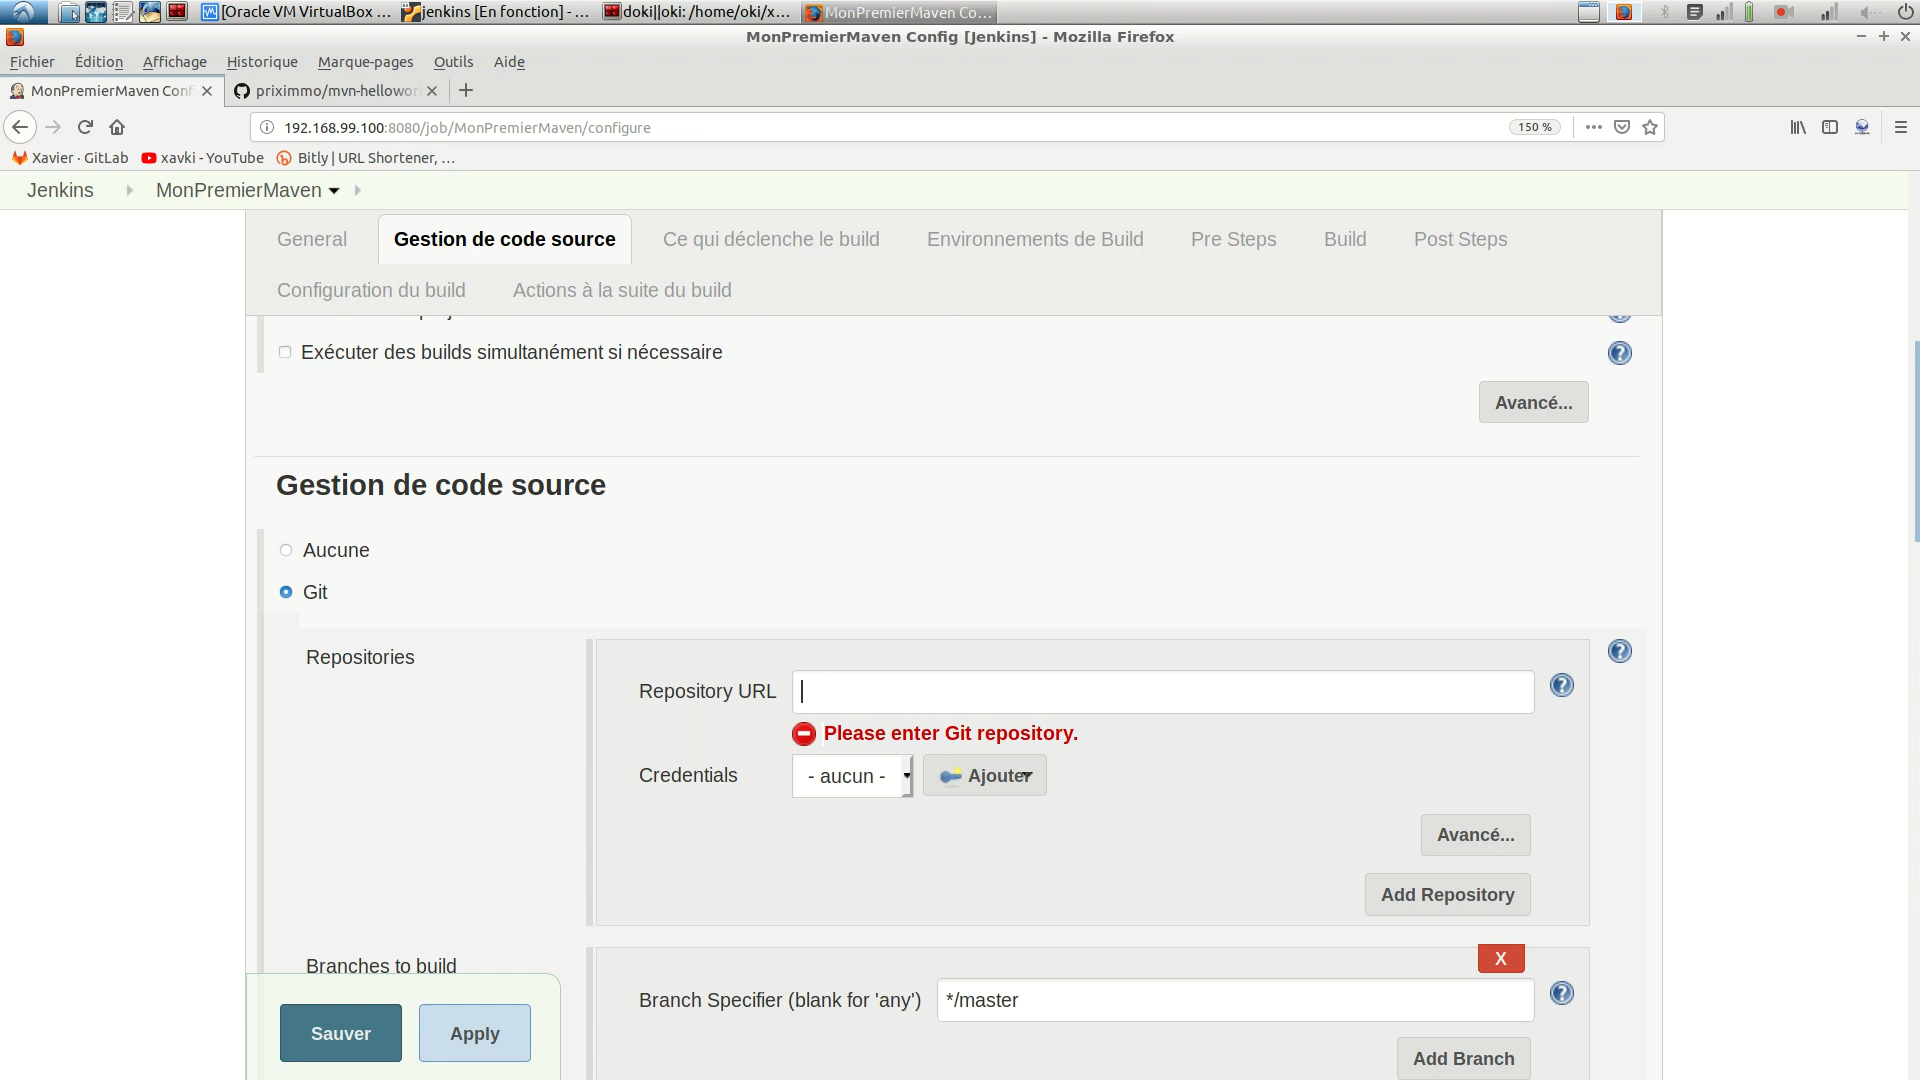 [Oracle VM VirtualBox ...
jenkins [En fonction] - ...
doki||oki: /home/oki/x...
MonPremierMaven Co...
MonPremierMaven Config [Jenkins] - Mozilla Firefox
Fichier Édition Affichage Historique Marque-pages Outils Aide
MonPremierMaven Conf
priximmo/mvn-hellowor
192.168.99.100:8080/job/MonPremierMaven/configure
150 %
Xavier · GitLab
xavki - YouTube
Bitly | URL Shortener, ...
Jenkins
MonPremierMaven
General
Gestion de code source
Ce qui déclenche le build
Environnements de Build
Pre Steps
Build
Post Steps
Configuration du build
Actions à la suite du build
Exécuter des builds simultanément si nécessaire
Avancé...
Gestion de code source
Aucune
Git
Repositories
Repository URL
Please enter Git repository.
Credentials
- aucun -
Ajouter
Avancé...
Add Repository
Branches to build
X
Branch Specifier (blank for 'any')
*/master
Add Branch
Sauver
Apply